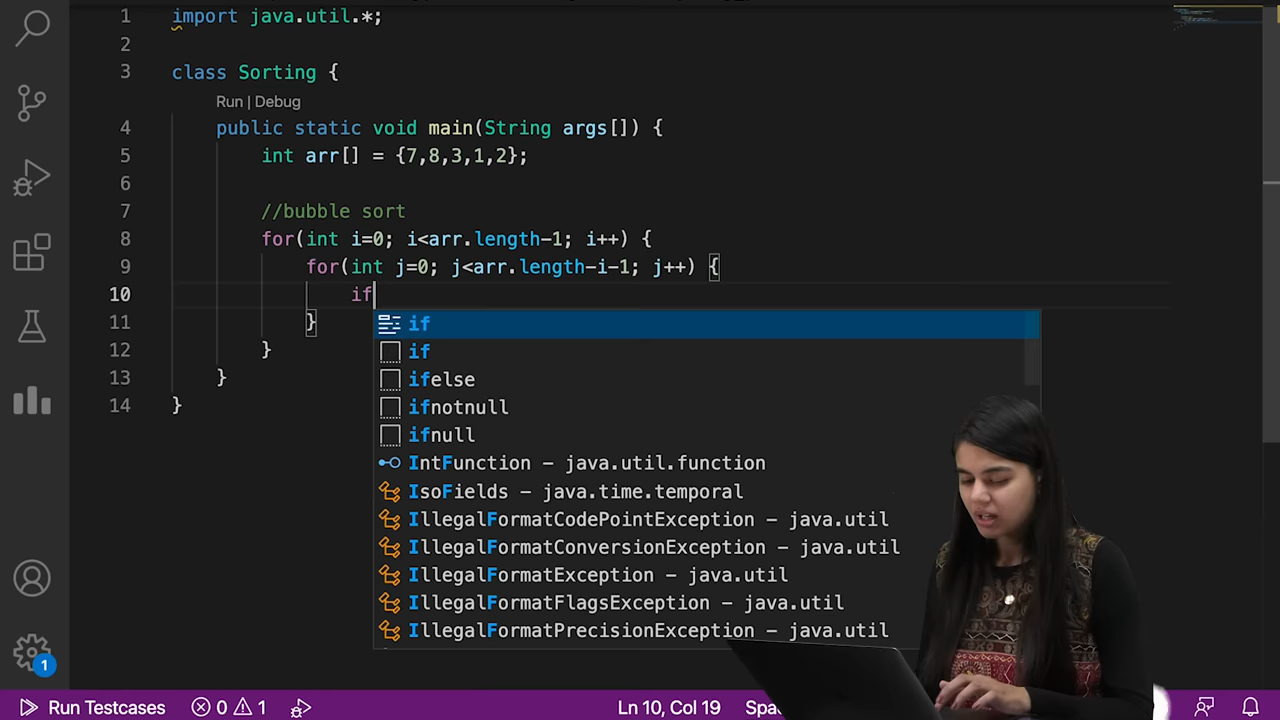 1 import java.util.*;
2
3 class Sorting {
Run | Debug
4 public static void main(String args[]) {
5 int arr[] = {7,8,3,1,2};
6
7 //bubble sort
8 for(int i=0; i<arr.length-1; i++) {
9 for(int j=0; j<arr.length-i-1; j++) {
10 if
11 }
12 }
13 }
14 }
if
if
ifelse
ifnotnull
ifnull
IntFunction – java.util.function
IsoFields – java.time.temporal
IllegalFormatCodePointException – java.util
IllegalFormatConversionException – java.util
IllegalFormatException – java.util
IllegalFormatFlagsException – java.util
IllegalFormatPrecisionException – java.util
1
Run Testcases 0 1 Ln 10, Col 19